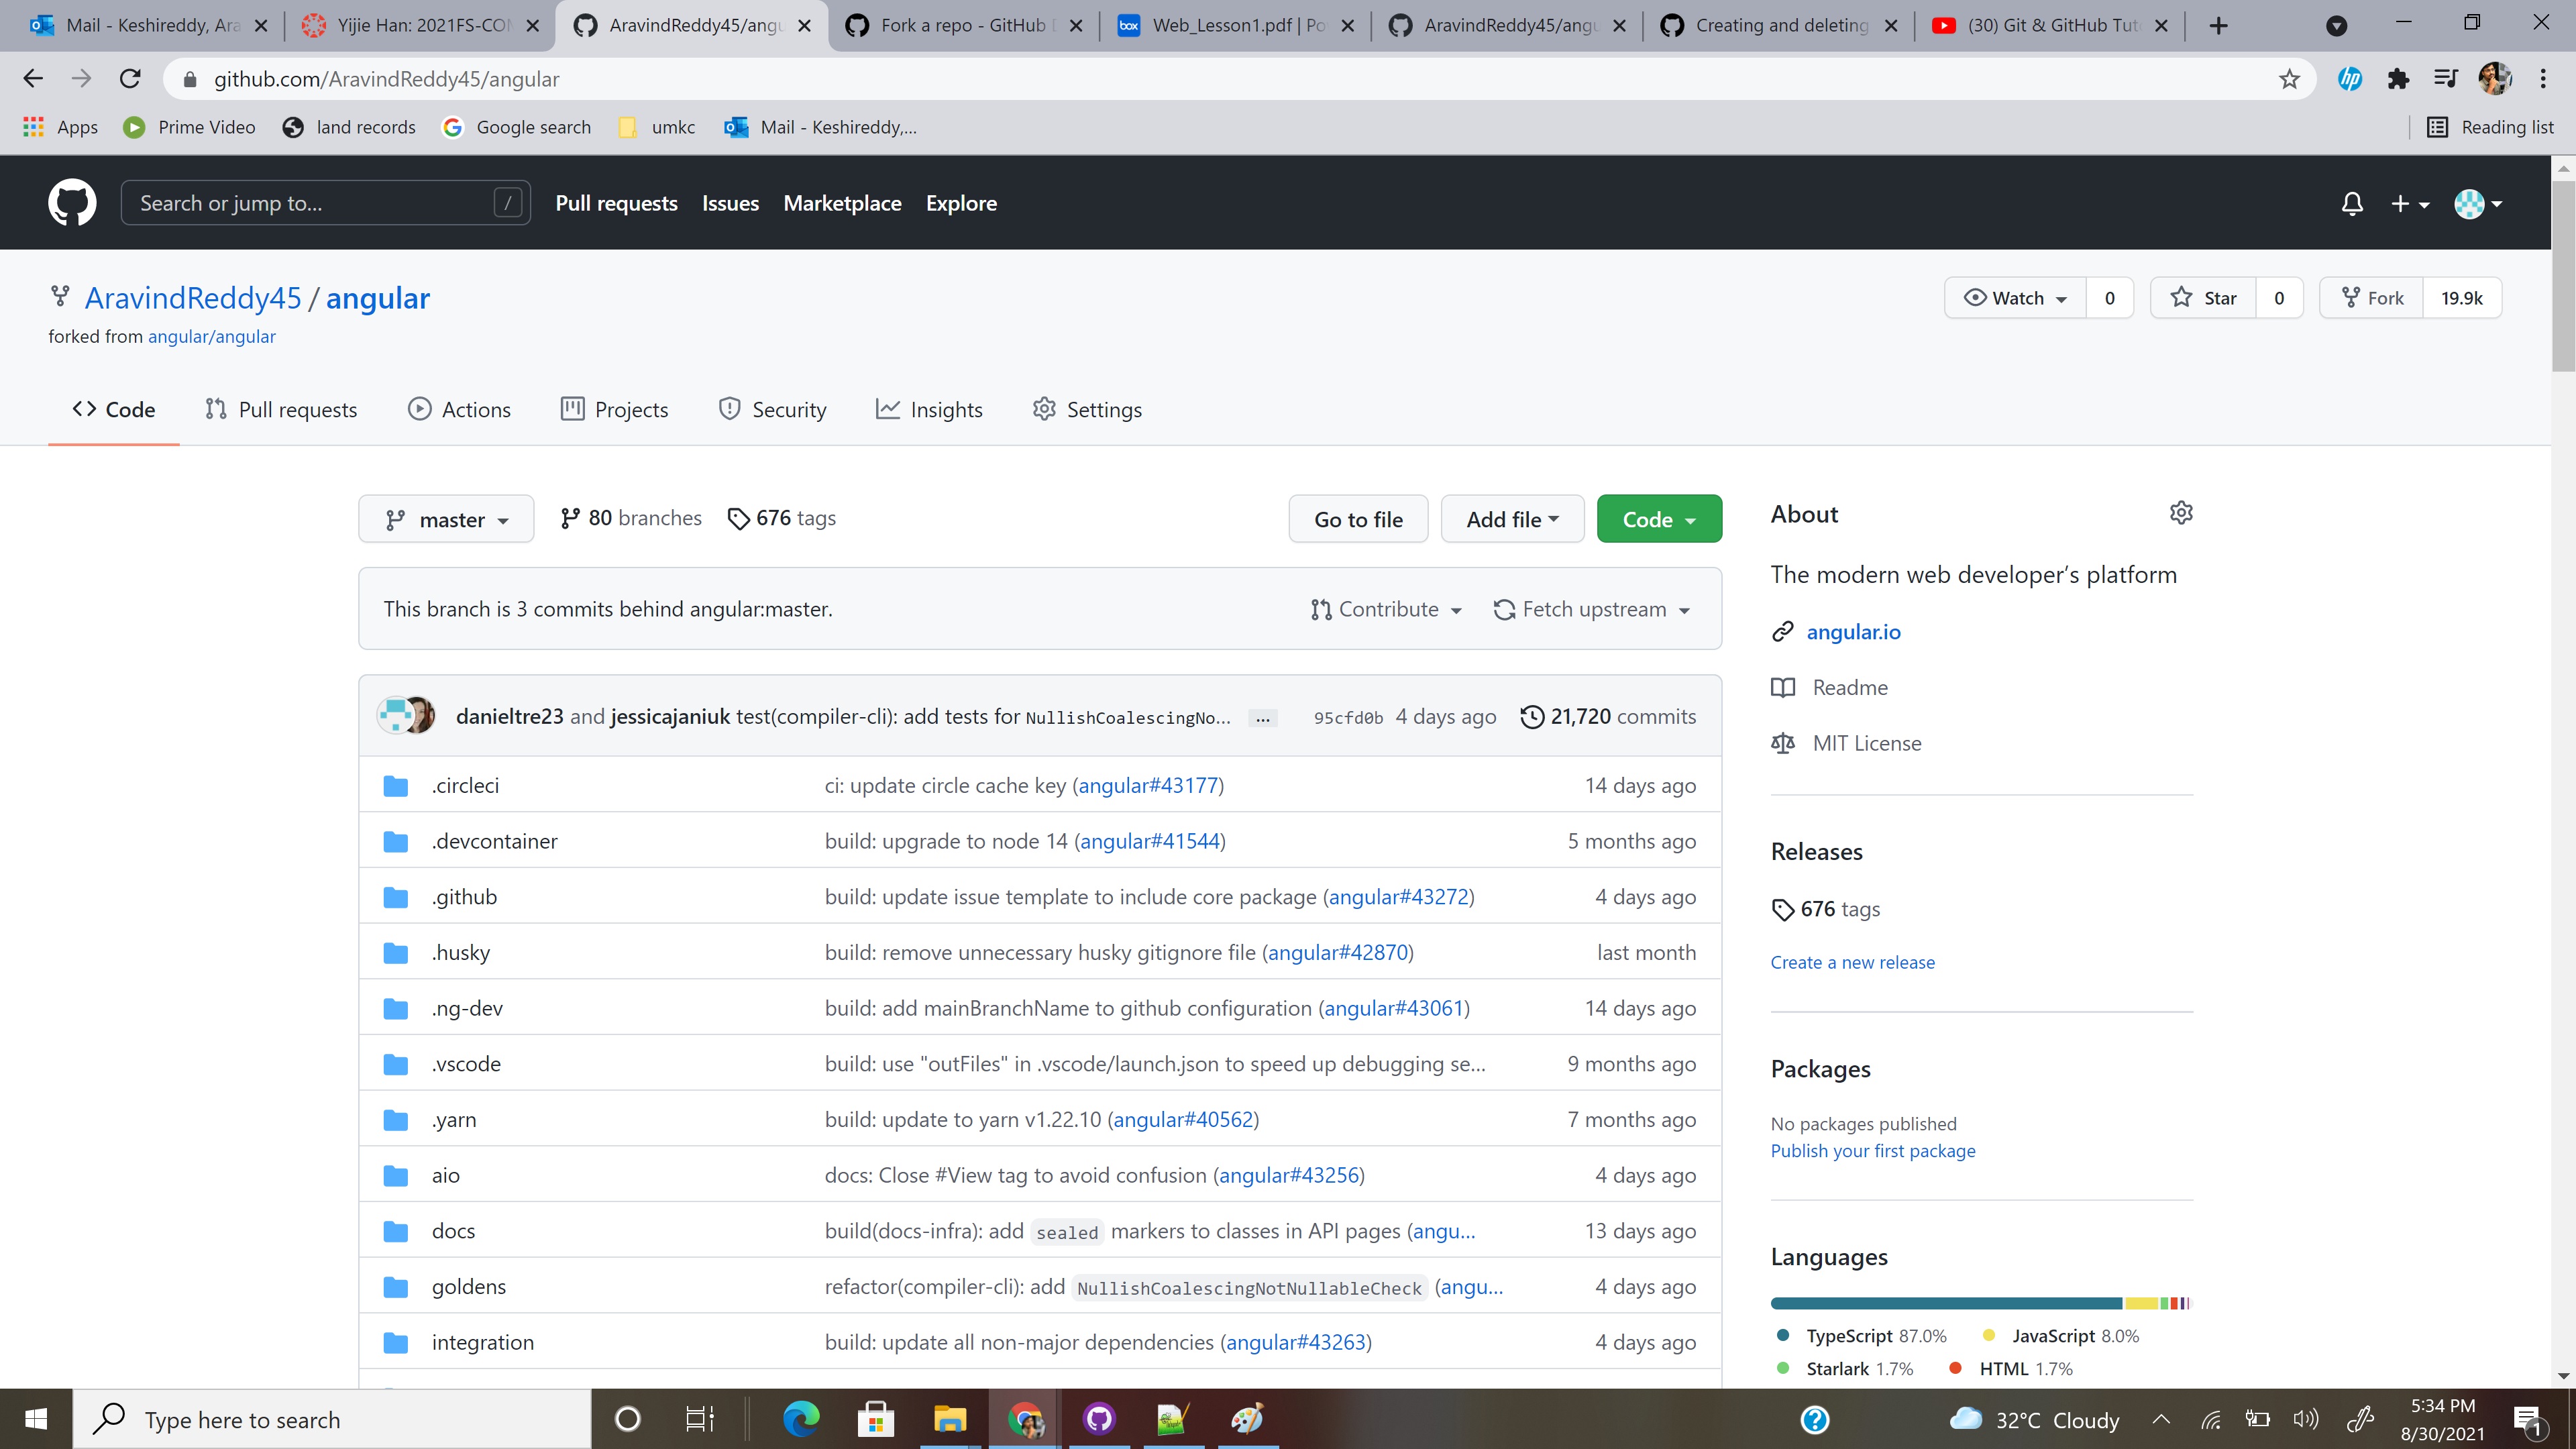 Mail - Keshireddy, Ara
Yijie Han: 2021FS-COM
AravindReddy45/angu
Fork a repo - GitHub D
box Web_Lesson1.pdf | Po
AravindReddy45/angu
Creating and deleting
(30) Git & GitHub Tuto
github.com/AravindReddy45/angular
hp
Apps Prime Video land records Google search umkc Mail - Keshireddy,... Reading list
Search or jump to... / Pull requests Issues Marketplace Explore
AravindReddy45 / angular Watch 0 Star 0 Fork 19.9k
forked from angular/angular
Code Pull requests Actions Projects Security Insights Settings
master 80 branches 676 tags Go to file Add file Code
This branch is 3 commits behind angular:master. Contribute Fetch upstream
danieltre23 and jessicajaniuk test(compiler-cli): add tests for NullishCoalescingNo... ... 95cfd0b 4 days ago 21,720 commits
.circleci ci: update circle cache key (angular#43177) 14 days ago
.devcontainer build: upgrade to node 14 (angular#41544) 5 months ago
.github build: update issue template to include core package (angular#43272) 4 days ago
.husky build: remove unnecessary husky gitignore file (angular#42870) last month
.ng-dev build: add mainBranchName to github configuration (angular#43061) 14 days ago
.vscode build: use "outFiles" in .vscode/launch.json to speed up debugging se... 9 months ago
.yarn build: update to yarn v1.22.10 (angular#40562) 7 months ago
aio docs: Close #View tag to avoid confusion (angular#43256) 4 days ago
docs build(docs-infra): add sealed markers to classes in API pages (angu... 13 days ago
goldens refactor(compiler-cli): add NullishCoalescingNotNullableCheck (angu... 4 days ago
integration build: update all non-major dependencies (angular#43263) 4 days ago
About
The modern web developer's platform
angular.io
Readme
MIT License
Releases
676 tags
Create a new release
Packages
No packages published
Publish your first package
Languages
TypeScript 87.0% JavaScript 8.0%
Starlark 1.7% HTML 1.7%
Type here to search
32°C Cloudy
5:34 PM
8/30/2021
1